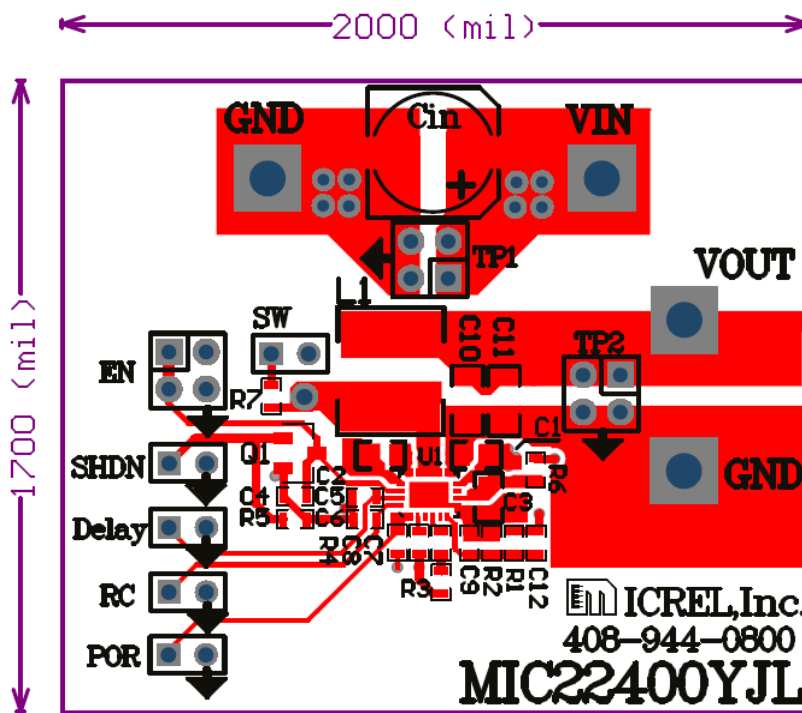 2000 (mil)
1700 (mil)
GND
Cin
VIN
+
TP1
VOUT
L1
SW
C10
C11
TP2
EN
R7
Q1
U1
C1
SHDN
C2
C4
C5
C3
R6
GND
R5
C6
Delay
R4
C8
C7
R3
C9
R2
R1
C12
RC
ICREL,Inc.
408-944-0800
POR
MIC22400YJL